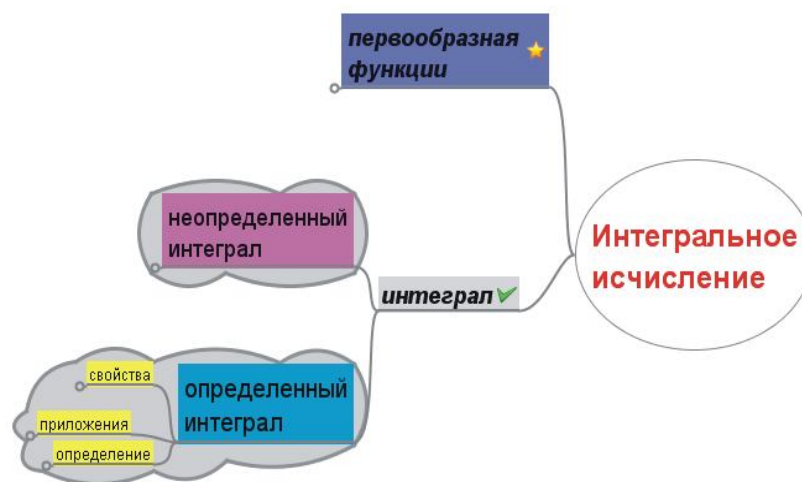 первообразная
функции
неопределенный
интеграл
Интегральное
исчисление
интеграл
свойства
определенный
интеграл
приложения
определение